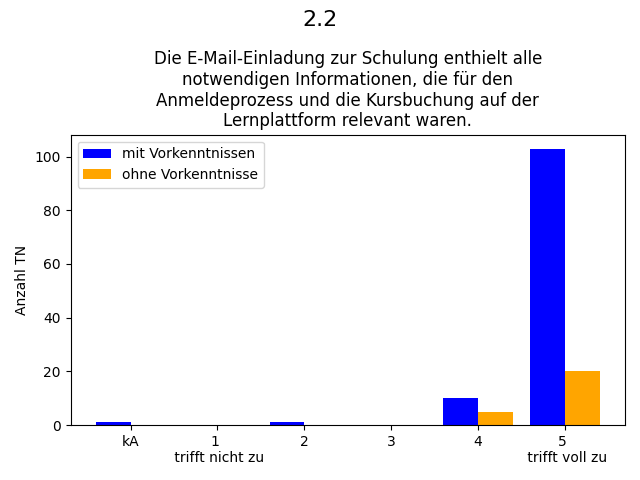 2.2
Die E-Mail-Einladung zur Schulung enthielt alle
notwendigen Informationen, die für den
Anmeldeprozess und die Kursbuchung auf der
Lernplattform relevant waren.
mit Vorkenntnissen
ohne Vorkenntnisse
Anzahl TN
100
80
60
40
20
0
kA 1 2 3 4 5
trifft nicht zu trifft voll zu